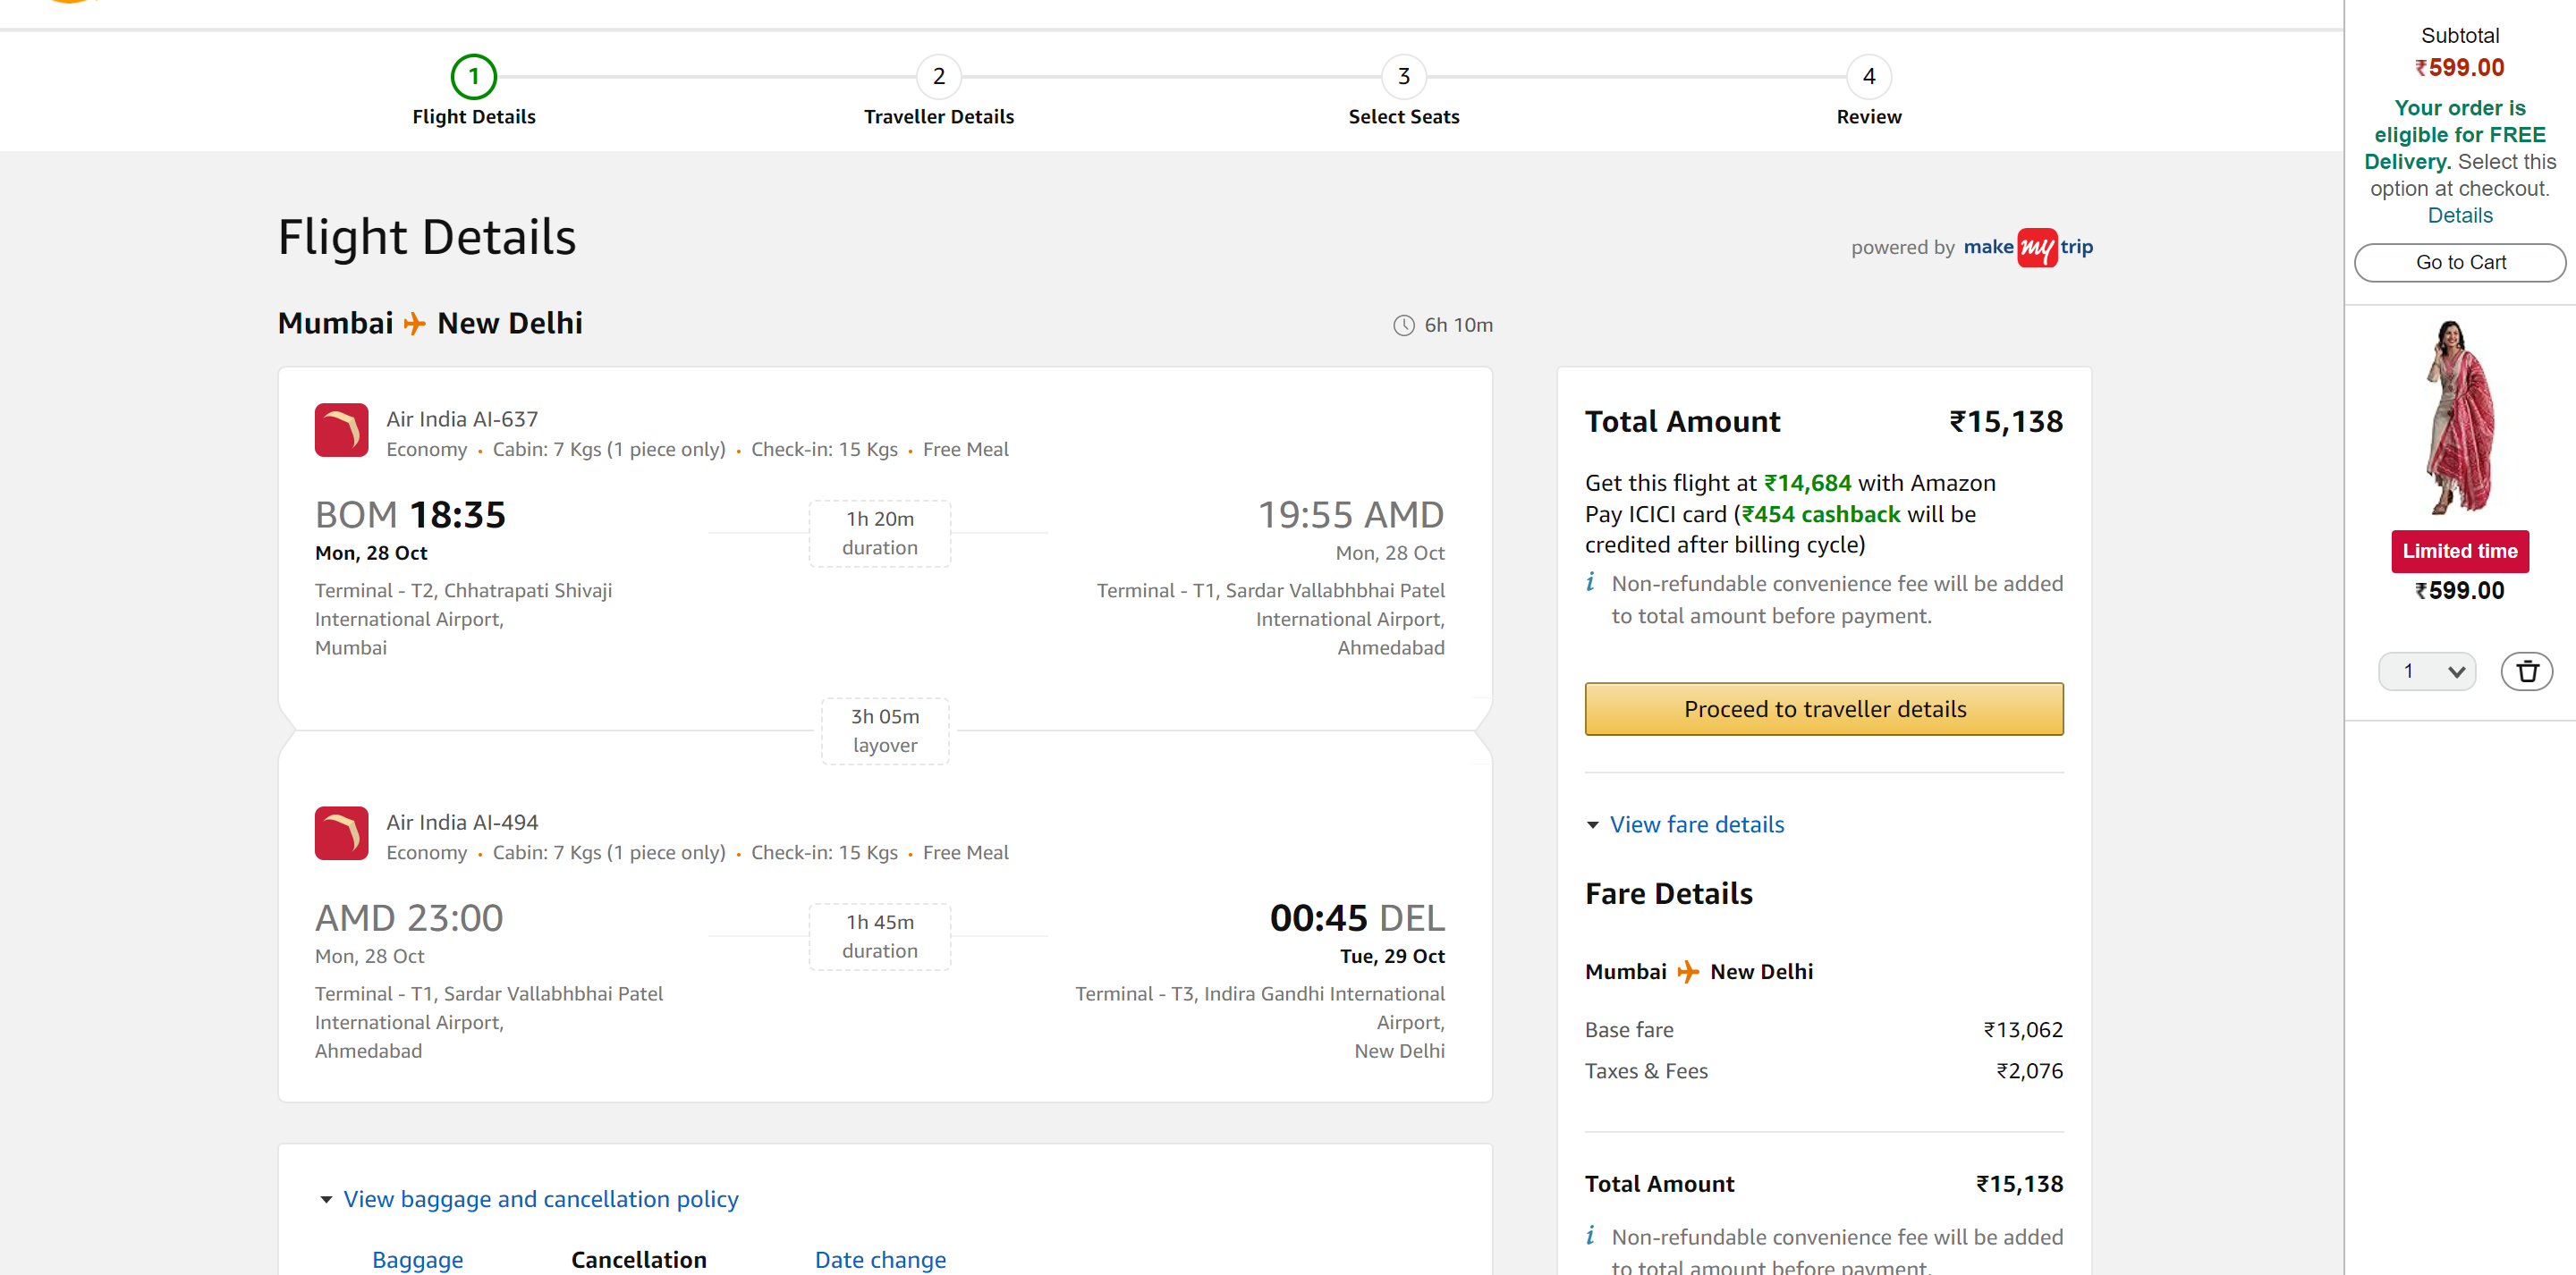 1
Flight Details
2
Traveller Details
3
Select Seats
4
Review
Flight Details
powered by make my trip
Mumbai New Delhi
6h 10m
Air India AI-637
Economy • Cabin: 7 Kgs (1 piece only) • Check-in: 15 Kgs • Free Meal
BOM 18:35
Mon, 28 Oct
Terminal - T2, Chhatrapati Shivaji
International Airport,
Mumbai
1h 20m
duration
19:55 AMD
Mon, 28 Oct
Terminal - T1, Sardar Vallabhbhai Patel
International Airport,
Ahmedabad
3h 05m
layover
Air India AI-494
Economy • Cabin: 7 Kgs (1 piece only) • Check-in: 15 Kgs • Free Meal
AMD 23:00
Mon, 28 Oct
Terminal - T1, Sardar Vallabhbhai Patel
International Airport,
Ahmedabad
1h 45m
duration
00:45 DEL
Tue, 29 Oct
Terminal - T3, Indira Gandhi International
Airport,
New Delhi
View baggage and cancellation policy
Baggage
Cancellation
Date change
Total Amount ₹15,138
Get this flight at ₹14,684 with Amazon
Pay ICICI card (₹454 cashback will be
credited after billing cycle)
i Non-refundable convenience fee will be added
to total amount before payment.
Proceed to traveller details
View fare details
Fare Details
Mumbai New Delhi
Base fare ₹13,062
Taxes & Fees ₹2,076
Total Amount ₹15,138
i Non-refundable convenience fee will be added
to total amount before payment.
Subtotal
₹599.00
Your order is
eligible for FREE
Delivery. Select this
option at checkout.
Details
Go to Cart
Limited time
₹599.00
1